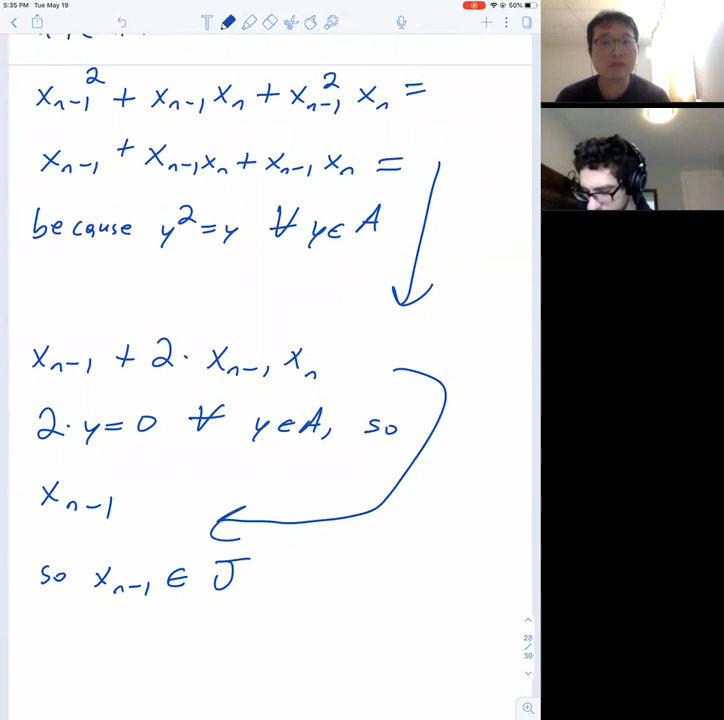 5:35 PM Tue May 19
50%
x_{n-1}^2 + x_{n-1} x_n + x_{n-1}^2 x_n =
x_{n-1} + x_{n-1} x_n + x_{n-1} x_n =
because y^2 = y ∀ y ∈ A
x_{n-1} + 2 · x_{n-1} x_n
2 · y = 0 ∀ y ∈ A, so
x_{n-1}
so x_{n-1} ∈ J
28
/
30